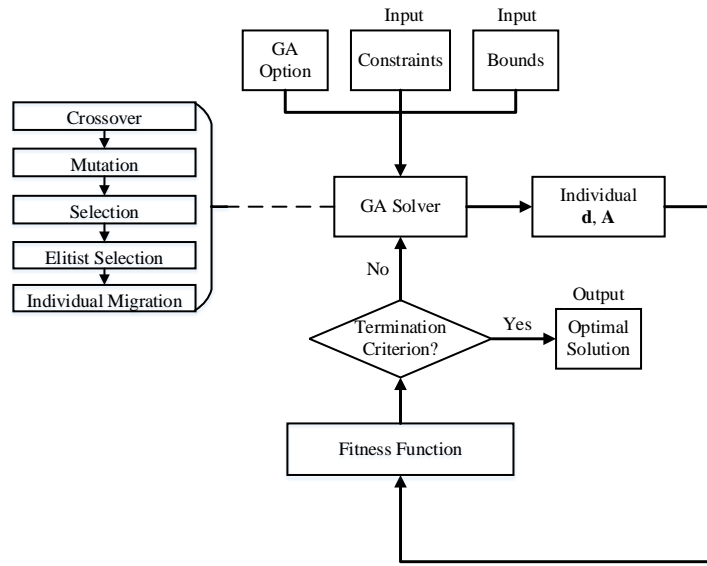 Input
Input
GA
Option
Constraints
Bounds
Crossover
Mutation
Selection
Elitist Selection
Individual Migration
GA Solver
Individual
d, A
No
Output
Termination
Criterion?
Yes
Optimal
Solution
Fitness Function